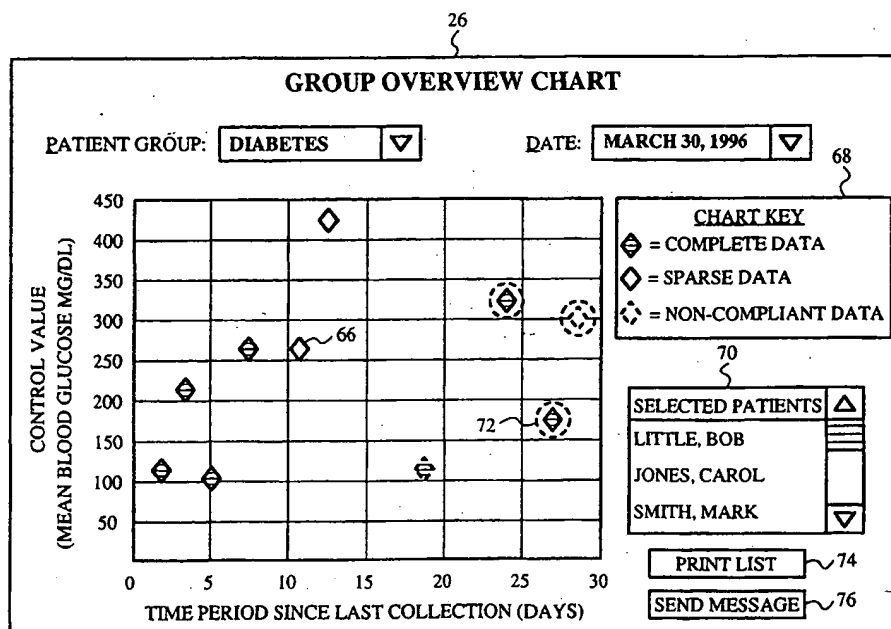 26
GROUP OVERVIEW CHART
PATIENT GROUP: DIABETES
DATE: MARCH 30, 1996
68
CHART KEY
= COMPLETE DATA
= SPARSE DATA
= NON-COMPLIANT DATA
CONTROL VALUE
(MEAN BLOOD GLUCOSE MG/DL)
450
400
350
300
250
200
150
100
50
66
72
0 5 10 15 20 25 30
TIME PERIOD SINCE LAST COLLECTION (DAYS)
70
SELECTED PATIENTS
LITTLE, BOB
JONES, CAROL
SMITH, MARK
PRINT LIST 74
SEND MESSAGE 76